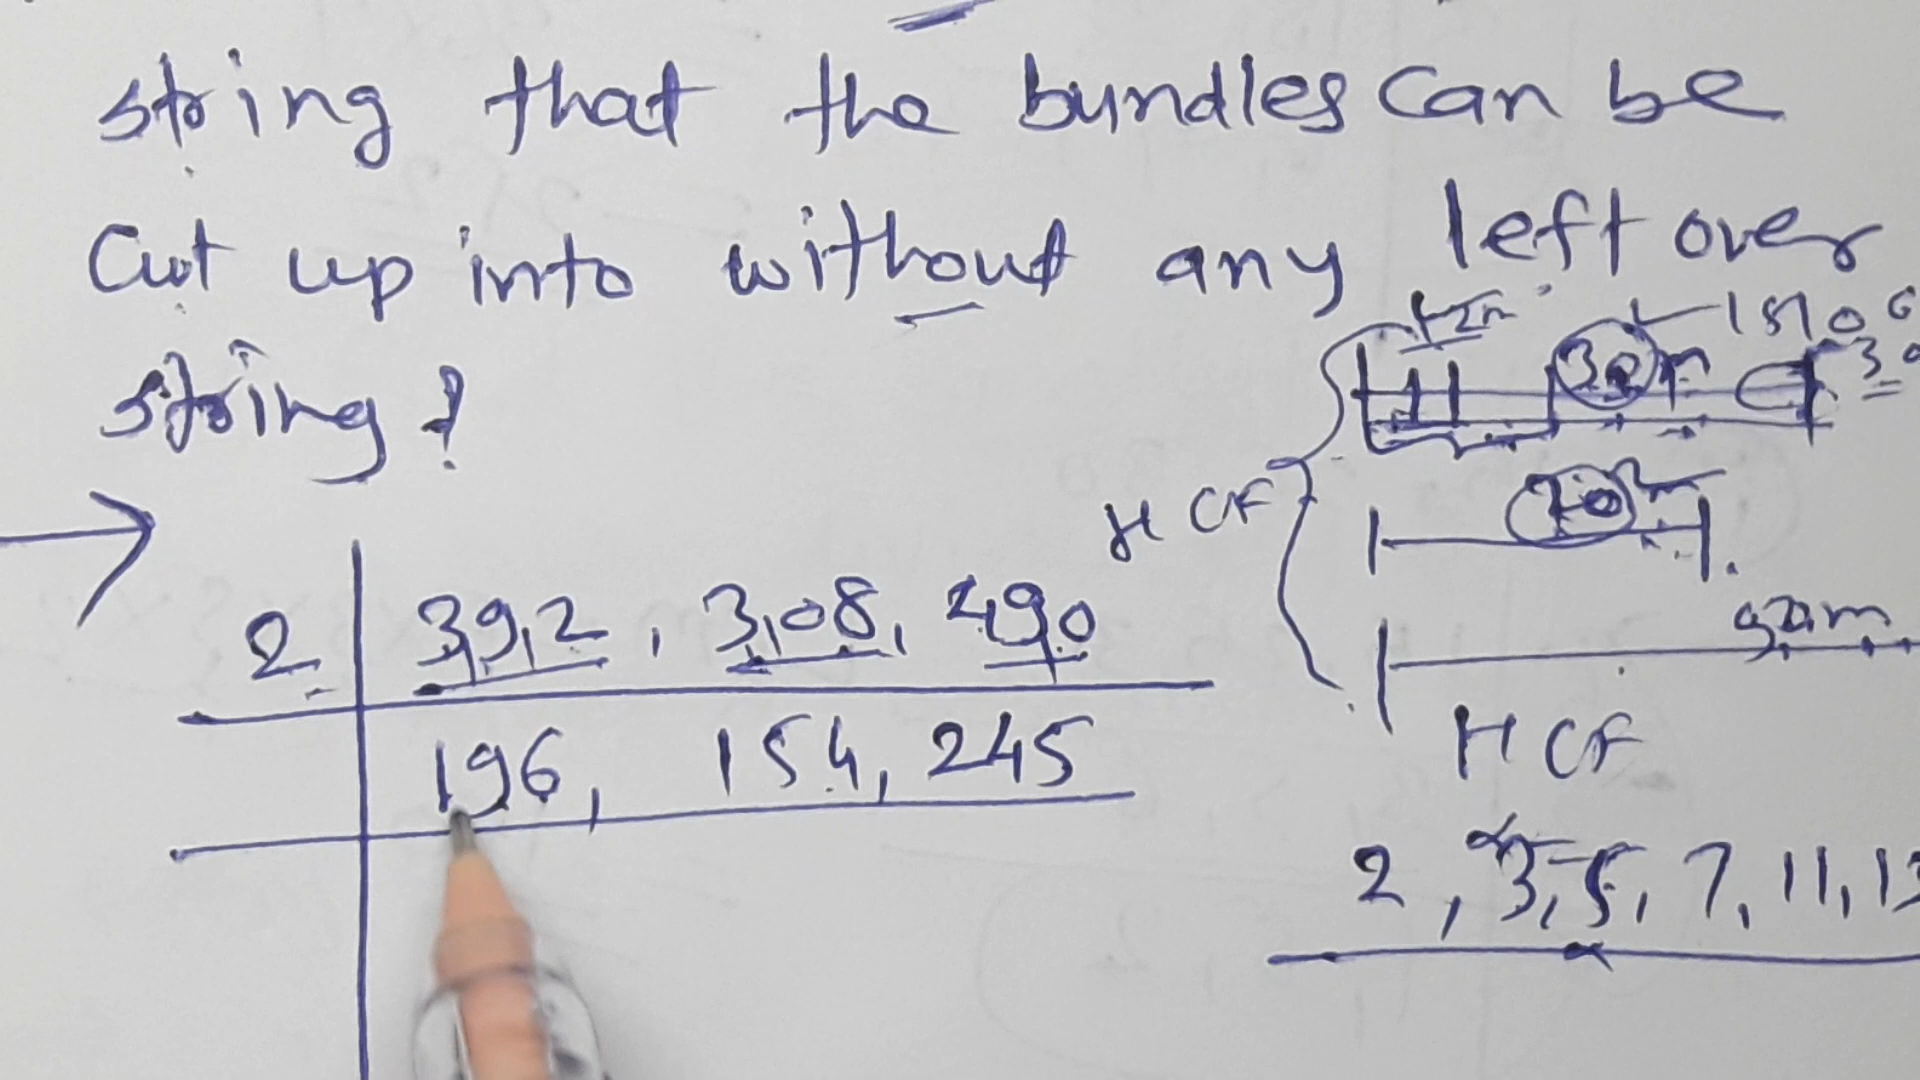 string that the bundles can be
cut up into without any left over
string?
HCF
2 392, 308, 490
196, 154, 245
HCF
2, 3, 5, 7, 11, 13